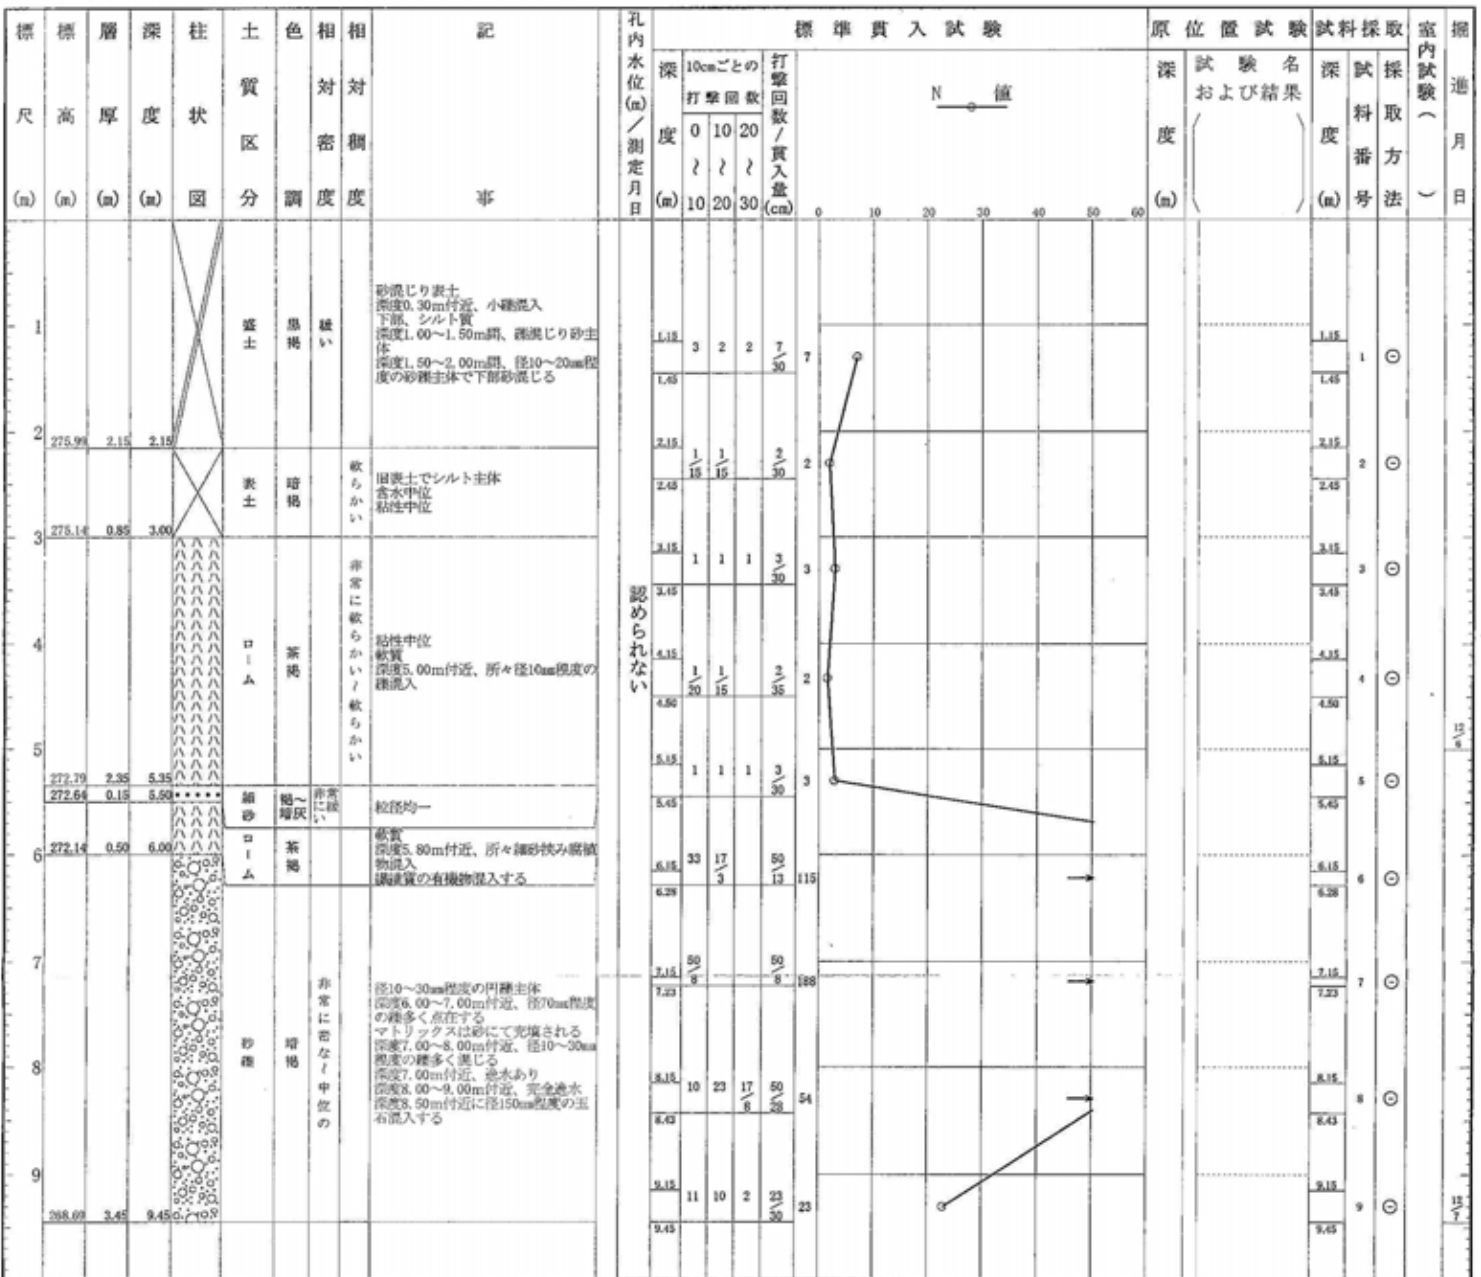 標尺(m)
標高(m)
層厚(m)
深度(m)
柱状図
土質区分
色調
相対密度
相対稠度
記事
孔内水位(m)/測定月日
標準貫入試験
深度(m)
10cmごとの
打撃回数
0 10 20
~ ~ ~
10 20 30
打撃回数/貫入量(cm)
N 値
0 10 20 30 40 50 60
原位置試験
深度(m)
試験名
および結果
試料採取
深度(m)
試料番号
採取方法
室内試験( )
掘進月日
1
2
3
4
5
6
7
8
9
275.99 2.15 2.15
盛土
黒褐
緩い
砂混じり表土
深度0.30m付近、小礫混入
下部、シルト質
深度1.00~1.50m間、礫混じり砂主
体
深度1.50~2.00m間、径10~20mm程
度の砂礫主体で下部砂混じる
275.14 0.85 3.00
表土
暗褐
軟らかい
旧表土でシルト主体
含水中位
粘性中位
272.79 2.35 5.35
ローム
茶褐
非常に軟らかい~軟らかい
粘性中位
軟質
深度5.00m付近、所々径10mm程度の
礫混入
272.64 0.15 5.50
細砂
褐~暗灰
非常に緩い
粒径均一
272.14 0.50 6.00
ローム
茶褐
軟質
深度5.80m付近、所々細砂挟み腐植
物混入
の有機物混入する
268.69 3.45 9.45
砂礫
暗褐
非常に密な~中位の
径10~30mm程度の円礫主体
深度6.00~7.00m付近、径70mm程度
の礫多く点在する
マトリックスは砂にて充填される
深度7.00~8.00m付近、径10~30mm
程度の礫多く混じる
深度7.00m付近、逸水あり
深度8.00~9.00m付近、完全逸水
深度8.50m付近に径150mm程度の玉
石混入する
認められない
1.15
1.45
3 2 2 7/30 7
2.15
2.45
1/15 1/15 2/30 2
3.15
3.45
1 1 1 3/30 3
4.15
4.50
1/20 1/15 2/35 2
5.15
5.45
1 1 1 3/30 3
6.15
6.28
33 17/3 50/13 115
7.15
7.23
50/8 50/8 188
8.15
8.43
10 23 17/8 50/28 54
9.15
9.45
11 10 2 23/30 23
1.15
1.45
1
2.15
2.45
2
3.15
3.45
3
4.15
4.50
4
5.15
5.45
5
6.15
6.28
6
7.15
7.23
7
8.15
8.43
8
9.15
9.45
9
12/6
12/7